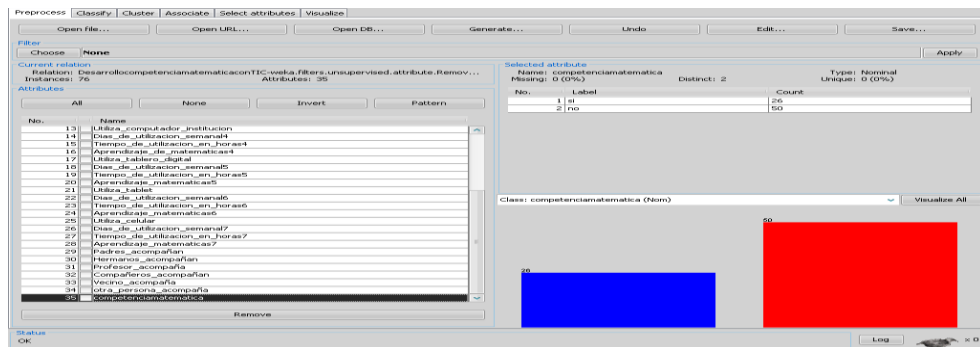 Preprocess Classify Cluster Associate Select attributes Visualize
Open file... Open URL... Open DB... Generate... Undo Edit... Save...
Filter
Choose None Apply
Current relation
Relation: DesarrollocompetenciamatematicaconTIC-weka.filters.unsupervised.attribute.Remov...
Instances: 76 Attributes: 35
Attributes
All None Invert Pattern
No. Name
13 Utiliza_computador_institucion
14 Dias_de_utilizacion_semanal4
15 Tiempo_de_utilizacion_en_horas4
16 Aprendizaje_de_matematicas4
17 Utiliza_tablero_digital
18 Dias_de_utilizacion_semanal5
19 Tiempo_de_utilizacion_en_horas5
20 Aprendizaje_matematicas5
21 Utiliza_tablet
22 Dias_de_utilizacion_semanal6
23 Tiempo_de_utilizacion_en_horas6
24 Aprendizaje_matematicas6
25 Utiliza_celular
26 Dias_de_utilizacion_semanal7
27 Tiempo_de_utilizacion_en_horas7
28 Aprendizaje_matematicas7
29 Padres_acompañan
30 Hermanos_acompañan
31 Profesor_acompaña
32 Compañeros_acompañan
33 Vecino_acompaña
34 otra_persona_acompaña
35 competenciamatematica
Remove
Selected attribute
Name: competenciamatematica Type: Nominal
Missing: 0 (0%) Distinct: 2 Unique: 0 (0%)
No. Label Count
1 si 26
2 no 50
Class: competenciamatematica (Nom) Visualize All
26
50
Status
OK
Log x 0